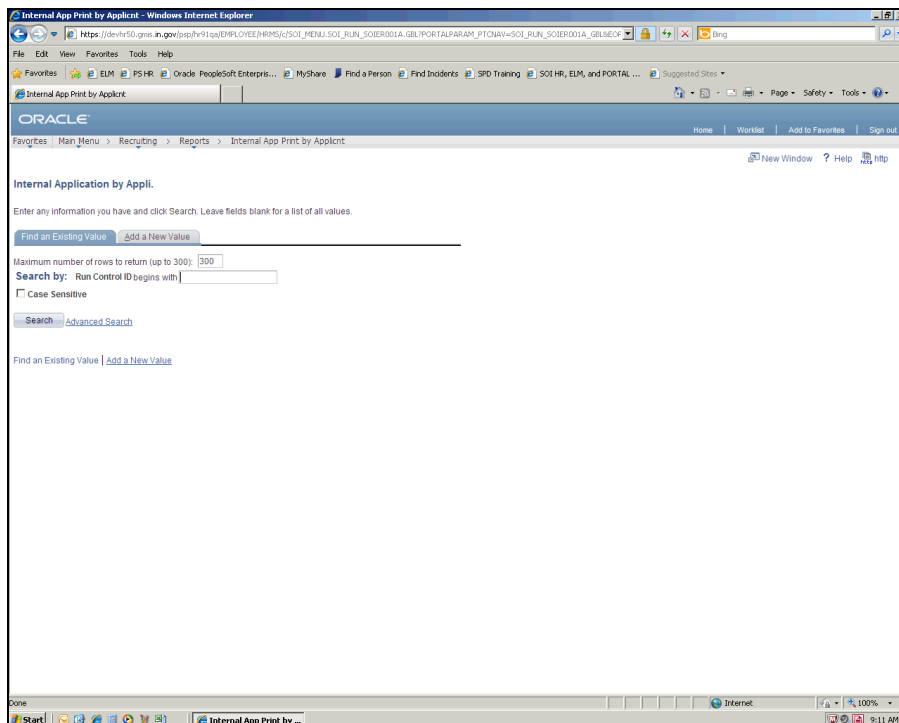 Internal App Print by Applicnt - Windows Internet Explorer
https://devhr50.gmis.in.gov/psp/hr91qa/EMPLOYEE/HRMS/c/SOI_MENU.SOI_RUN_SOIER001A.GBL?PORTALPARAM_PTCNAV=SOI_RUN_SOIER001A_GBL&EOF
Bing
File Edit View Favorites Tools Help
Favorites ELM PS HR Oracle PeopleSoft Enterpris... MyShare Find a Person Find Incidents SPD Training SOI HR, ELM, and PORTAL ... Suggested Sites
Internal App Print by Applicnt
Page Safety Tools
ORACLE
Home | Worklist | Add to Favorites | Sign out
Favorites | Main Menu > Recruiting > Reports > Internal App Print by Applicnt
New Window ? Help http
Internal Application by Appli.
Enter any information you have and click Search. Leave fields blank for a list of all values.
Find an Existing Value Add a New Value
Maximum number of rows to return (up to 300): 300
Search by: Run Control ID begins with
Case Sensitive
Search Advanced Search
Find an Existing Value | Add a New Value
Done
Internet 100%
Start Internal App Print by ... 9:11 AM